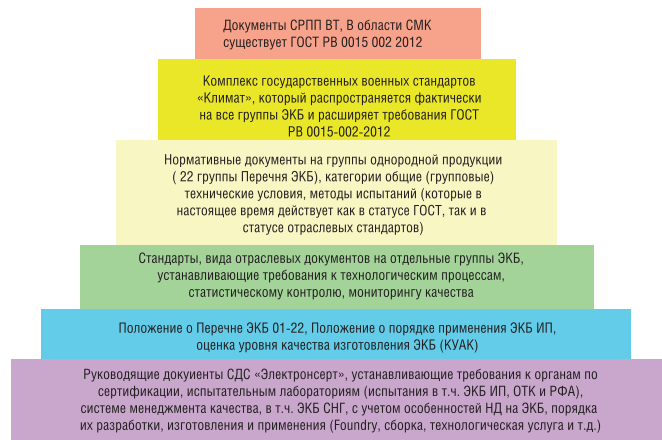 Документы СРПП ВТ, В области СМК
существует ГОСТ РВ 0015 002 2012
Комплекс государственных военных стандартов
«Климат», который распространяется фактически
на все группы ЭКБ и расширяет требования ГОСТ
РВ 0015-002-2012
Нормативные документы на группы однородной продукции
( 22 группы Перечня ЭКБ), категории общие (групповые)
технические условия, методы испытаний (которые в
настоящее время действует как в статусе ГОСТ, так и в
статусе отраслевых стандартов)
Стандарты, вида отраслевых документов на отдельные группы ЭКБ,
устанавливающие требования к технологическим процессам,
статистическому контролю, мониторингу качества
Положение о Перечне ЭКБ 01-22, Положение о порядке применения ЭКБ ИП,
оценка уровня качества изготовления ЭКБ (КУАК)
Руководящие докуиенты СДС «Электронсерт», устанавливающие требования к органам по
сертификации, испытательным лабораториям (испытания в т.ч. ЭКБ ИП, ОТК и РФА),
системе менеджмента качества, в т.ч. ЭКБ СНГ, с учетом особенностей НД на ЭКБ, порядка
их разработки, изготовления и применения (Foundry, сборка, технологическая услуга и т.д.)